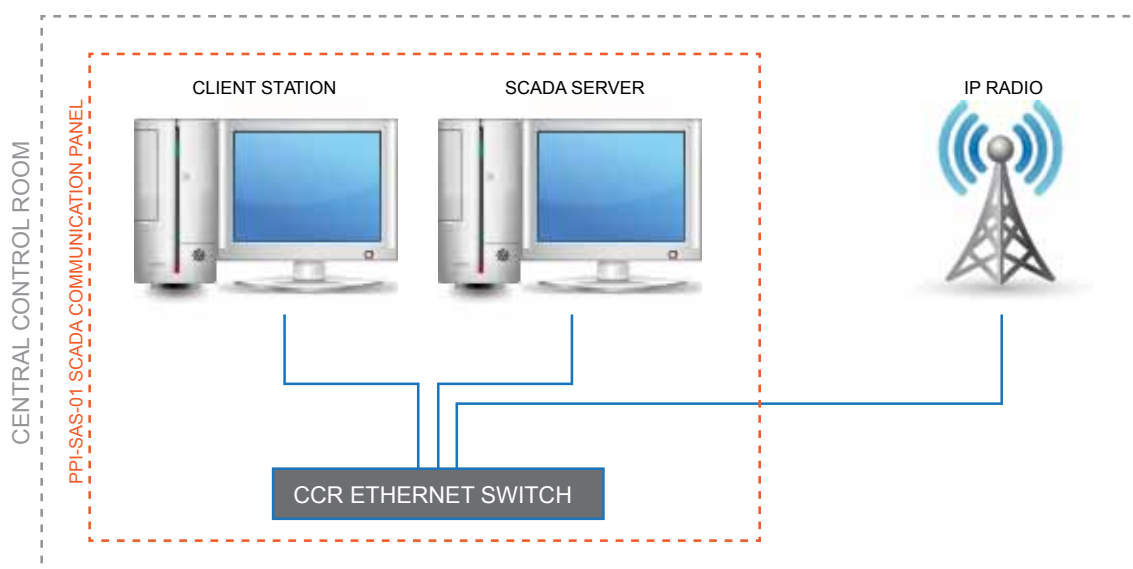 CENTRAL CONTROL ROOM
PPI-SAS-01 SCADA COMMUNICATION PANEL
CLIENT STATION
SCADA SERVER
IP RADIO
CCR ETHERNET SWITCH